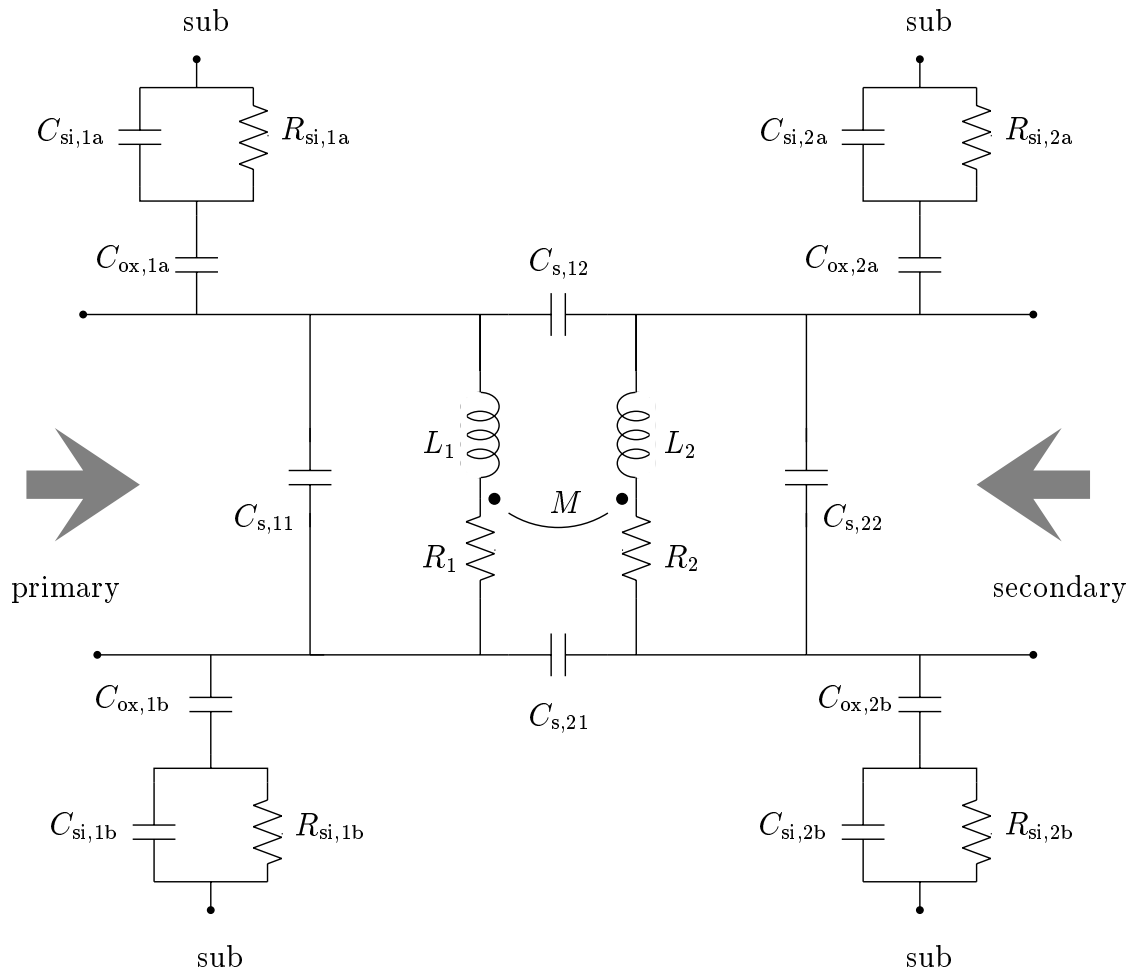 sub
sub
C_si,1a
R_si,1a
C_si,2a
R_si,2a
C_ox,1a
C_s,12
C_ox,2a
L_1
L_2
M
C_s,11
C_s,22
R_1
R_2
primary
secondary
C_ox,1b
C_s,21
C_ox,2b
C_si,1b
R_si,1b
C_si,2b
R_si,2b
sub
sub